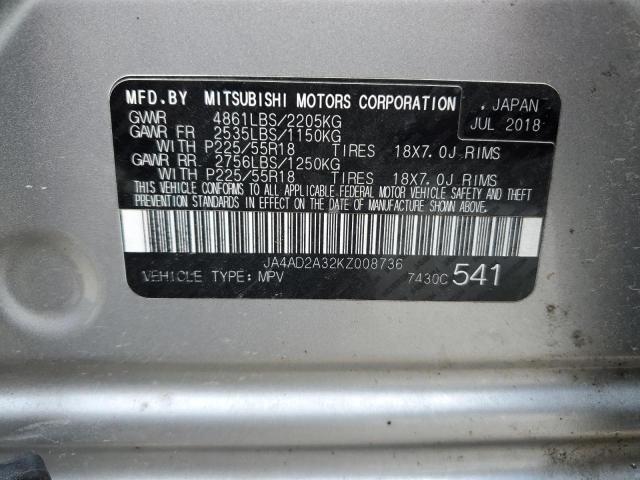 MFD.BY MITSUBISHI MOTORS CORPORATION JAPAN
GVWR 4861LBS/2205KG JUL 2018
GAWR FR 2535LBS/1150KG
WITH P225/55R18 TIRES 18X7.0J RIMS
GAWR RR. 2756LBS/1250KG
WITH P225/55R18 TIRES 18X7.0J RIMS
THIS VEHICLE CONFORMS TO ALL APPLICABLE FEDERAL MOTOR VEHICLE SAFETY AND THEFT
PREVENTION STANDARDS IN EFFECT ON THE DATE OF MANUFACTURE SHOWN ABOVE.
JA4AD2A32KZ008736
VEHICLE TYPE: MPV 7430C 541